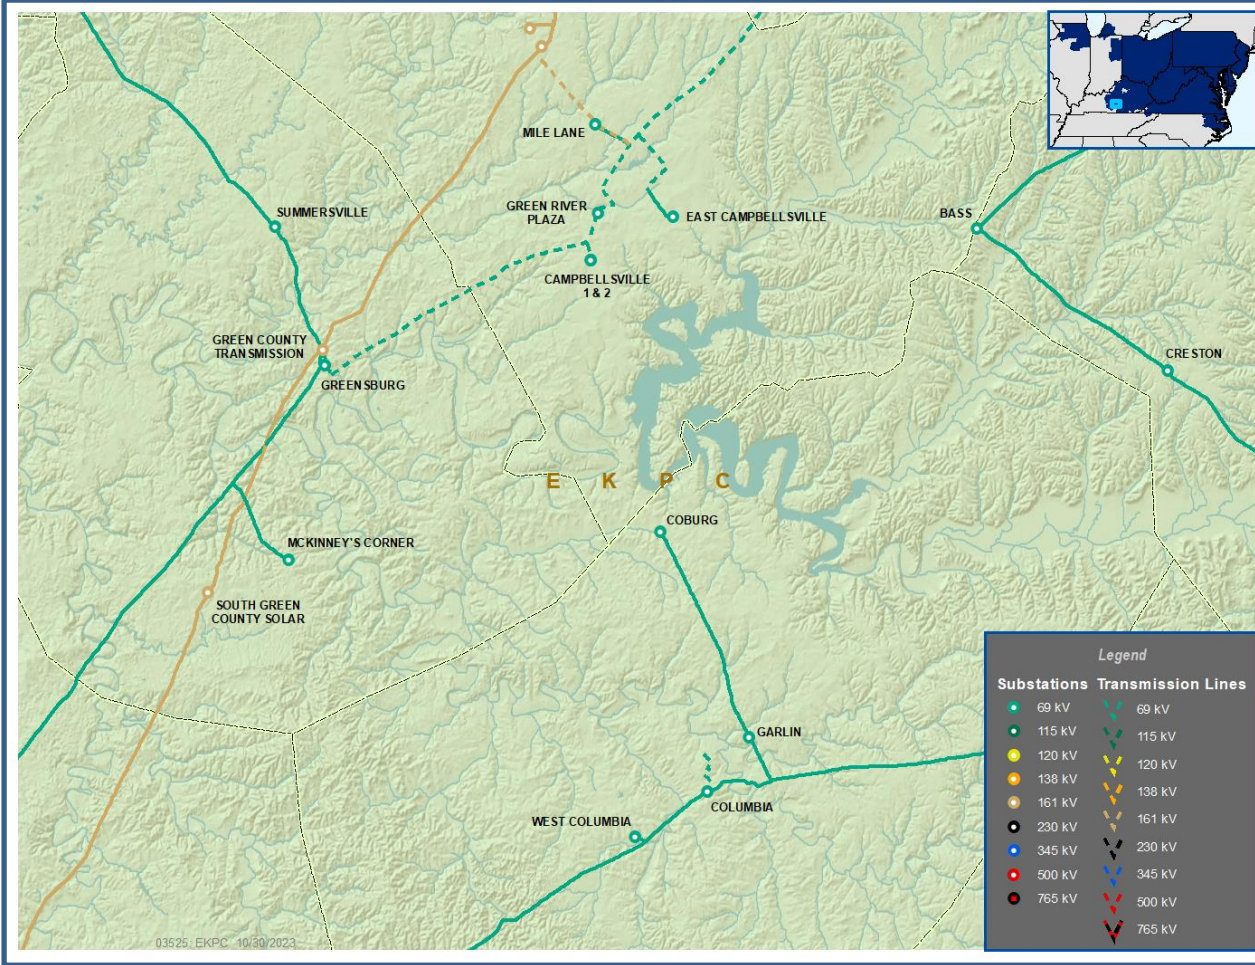 MILE LANE
SUMMERSVILLE
GREEN RIVER
PLAZA
EAST CAMPBELLSVILLE
BASS
CAMPBELLSVILLE
1 & 2
GREEN COUNTY
TRANSMISSION
GREENSBURG
CRESTON
E K P C
COBURG
MCKINNEY'S CORNER
SOUTH GREEN
COUNTY SOLAR
GARLIN
COLUMBIA
WEST COLUMBIA
03525; EKPC 10/30/2023
Legend
Substations Transmission Lines
69 kV 69 kV
115 kV 115 kV
120 kV 120 kV
138 kV 138 kV
161 kV 161 kV
230 kV 230 kV
345 kV 345 kV
500 kV 500 kV
765 kV 765 kV